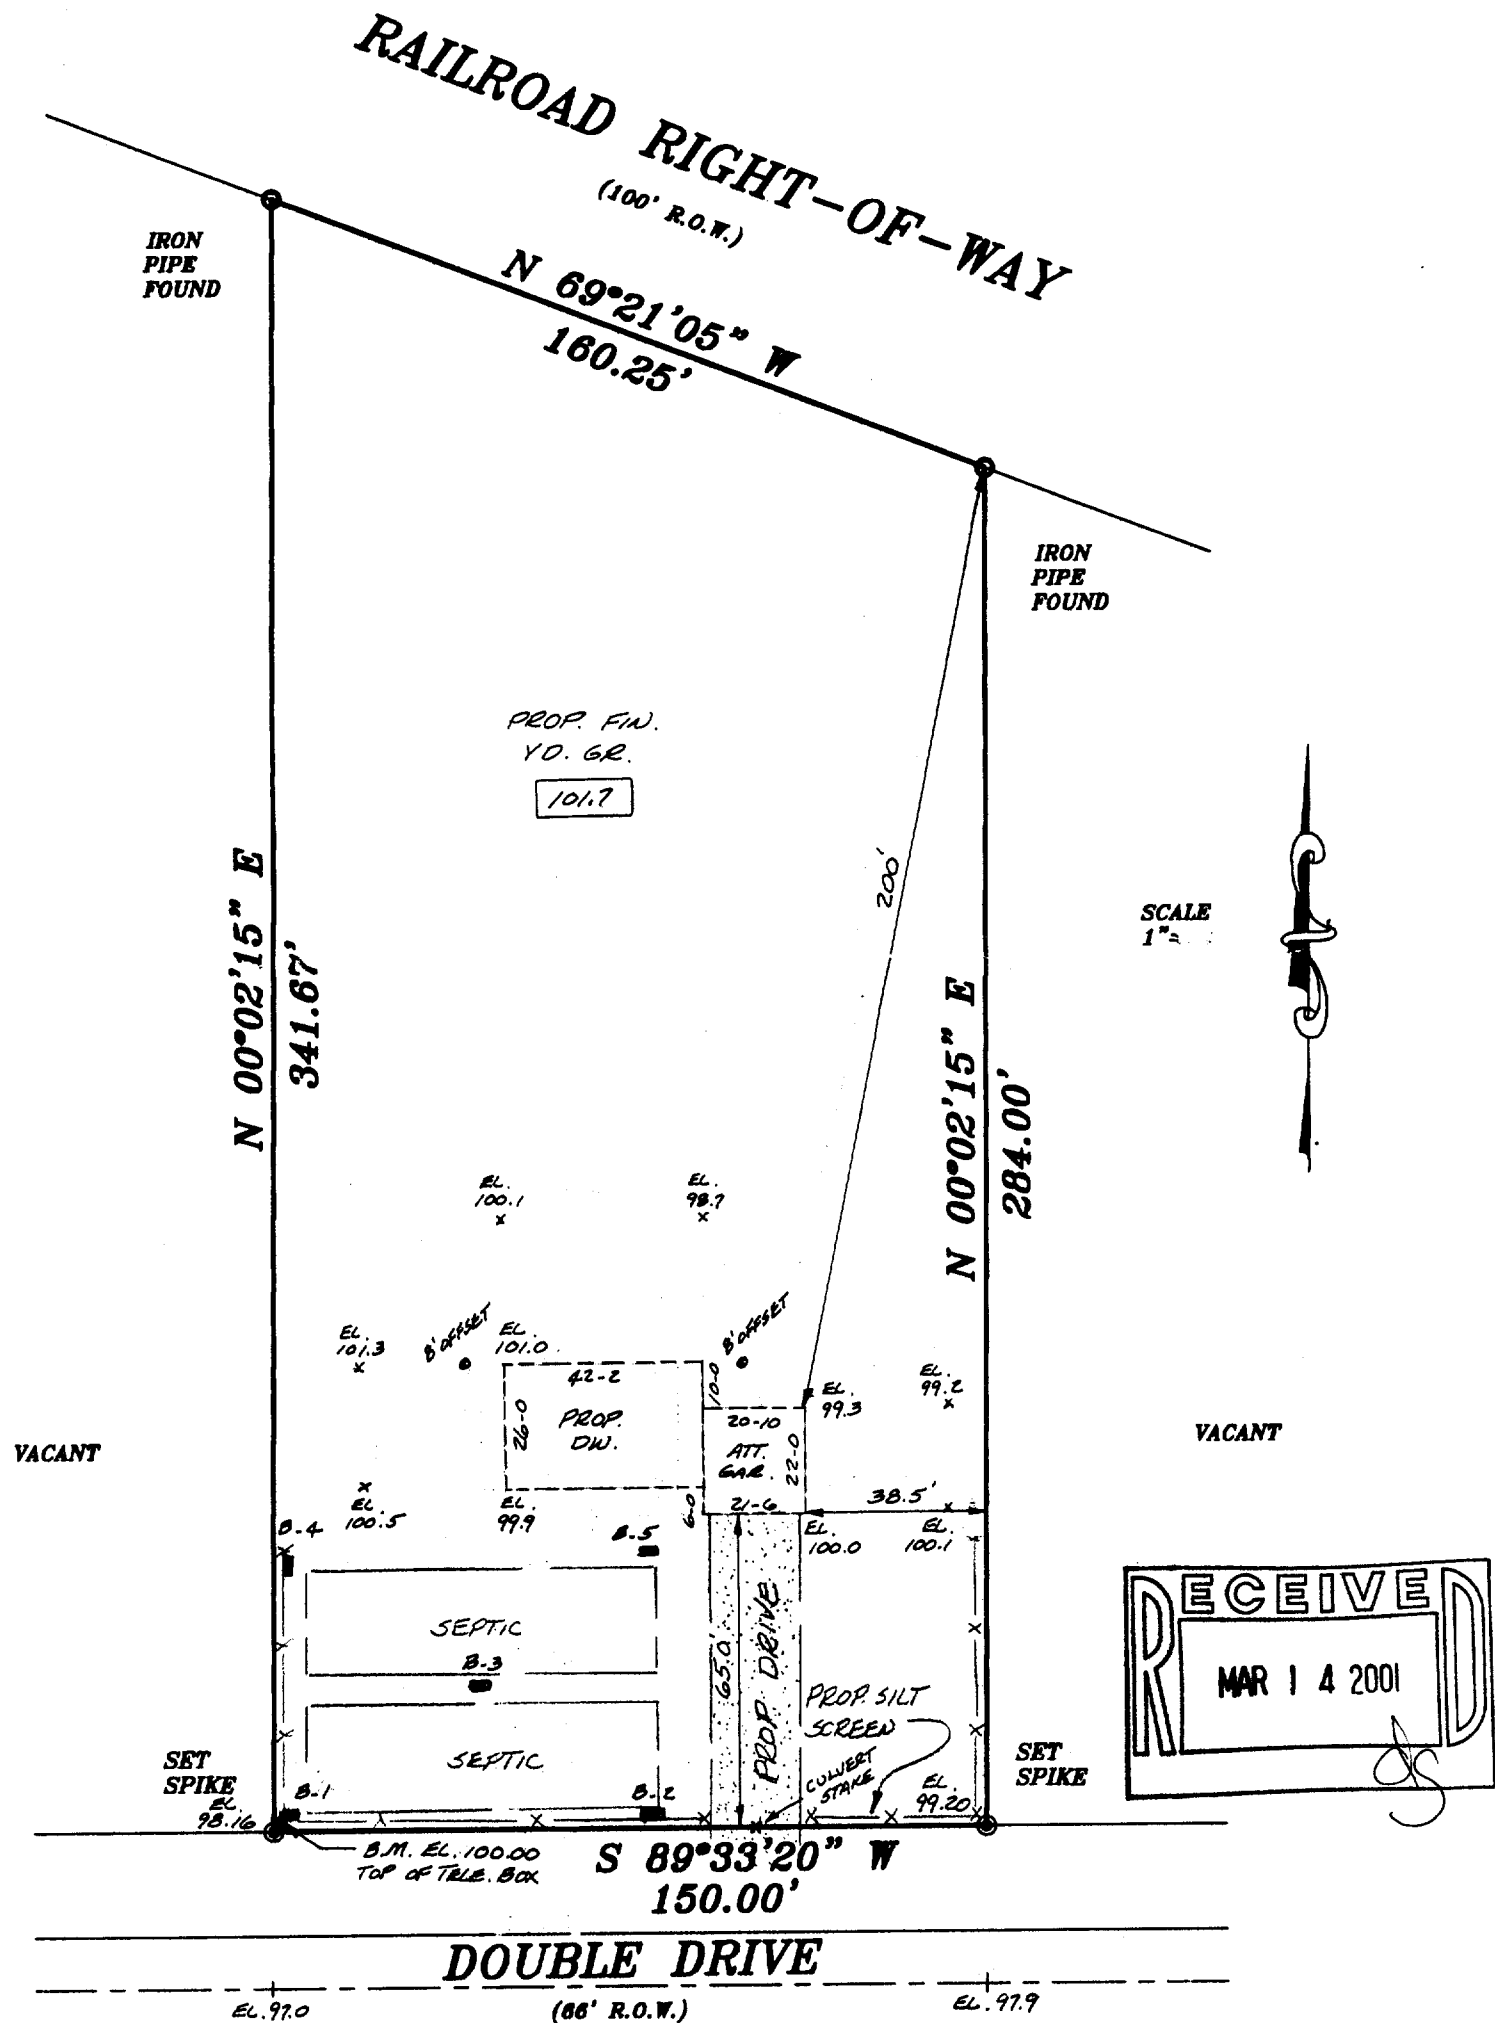 RAILROAD RIGHT-OF-WAY
(100' R.O.W.)
N 69°21'05" W
160.25'
IRON
PIPE
FOUND
IRON
PIPE
FOUND
PROP. FIN.
YD. GR.
101.7
N 00°02'15" E
341.67'
200'
N 00°02'15" E
284.00'
SCALE
1"=
EL.
100.1
EL.
98.7
EL.
101.3
8' OFFSET
EL.
101.0
8' OFFSET
42-2
10-0
26-0
PROP.
DW.
20-10
ATT.
GAR.
22-0
21-6
6-0
EL.
99.3
EL.
99.2
VACANT
VACANT
EL.
100.5
EL.
99.9
38.5'
EL.
100.0
EL.
100.1
B-4
B-5
SEPTIC
B-3
SEPTIC
65.0'
PROP DRIVE
PROP. SILT
SCREEN
CULVERT
STAKE
EL.
99.20
SET
SPIKE
EL.
98.16
B-1
B-2
SET
SPIKE
B.M. EL. 100.00
TOP OF TELE. BOX
S 89°33'20" W
150.00'
RECEIVED
MAR 14 2001
DOUBLE DRIVE
(66' R.O.W.)
EL. 97.0
EL. 97.9